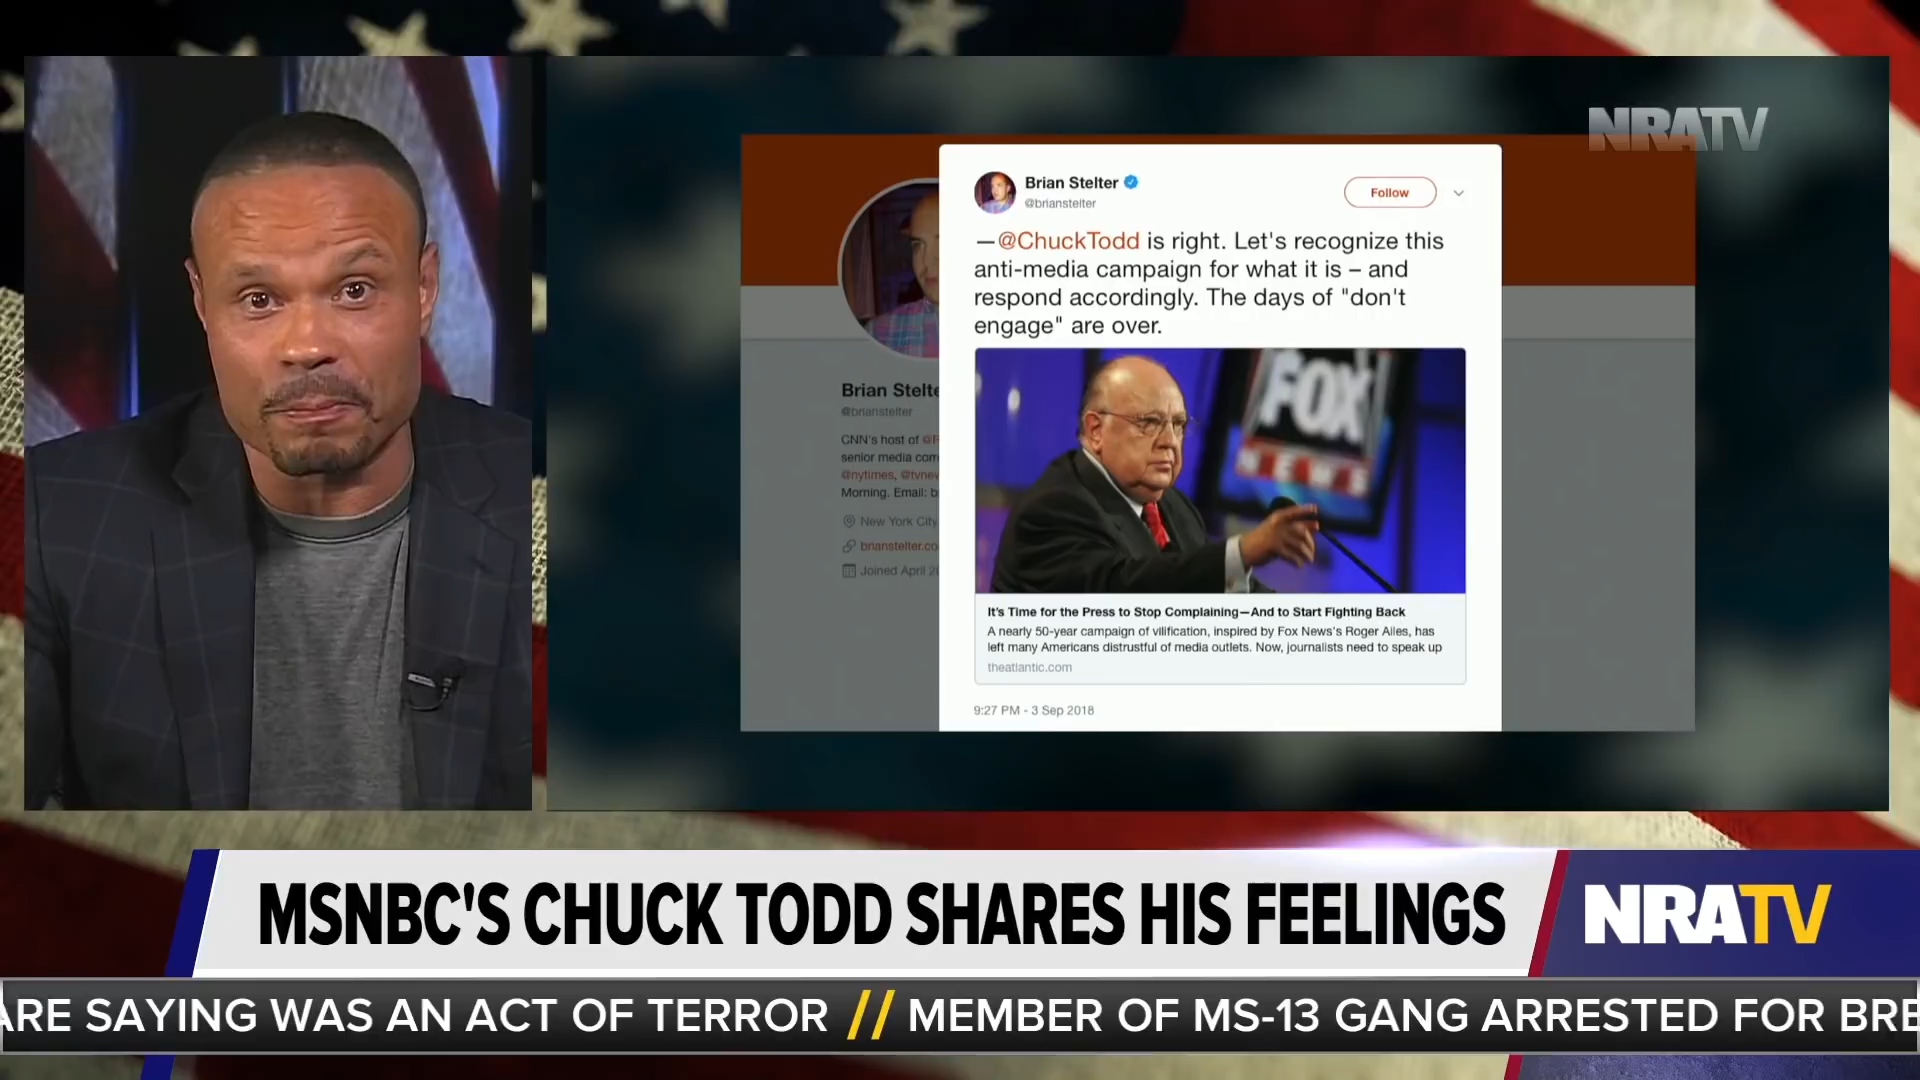 NRATV
Brian Stelter
@brianstelter
Follow
—@ChuckTodd is right. Let's recognize this
anti-media campaign for what it is – and
respond accordingly. The days of "don't
engage" are over.
FOX
NEWS
It's Time for the Press to Stop Complaining—And to Start Fighting Back
A nearly 50-year campaign of vilification, inspired by Fox News's Roger Ailes, has
left many Americans distrustful of media outlets. Now, journalists need to speak up
theatlantic.com
9:27 PM - 3 Sep 2018
Brian Stelte
@brianstelter
CNN's host of @R
senior media com
@nytimes, @tvnew
Morning. Email: b
New York City
brianstelter.co
Joined April 20
MSNBC'S CHUCK TODD SHARES HIS FEELINGS
NRATV
ARE SAYING WAS AN ACT OF TERROR // MEMBER OF MS-13 GANG ARRESTED FOR BRE